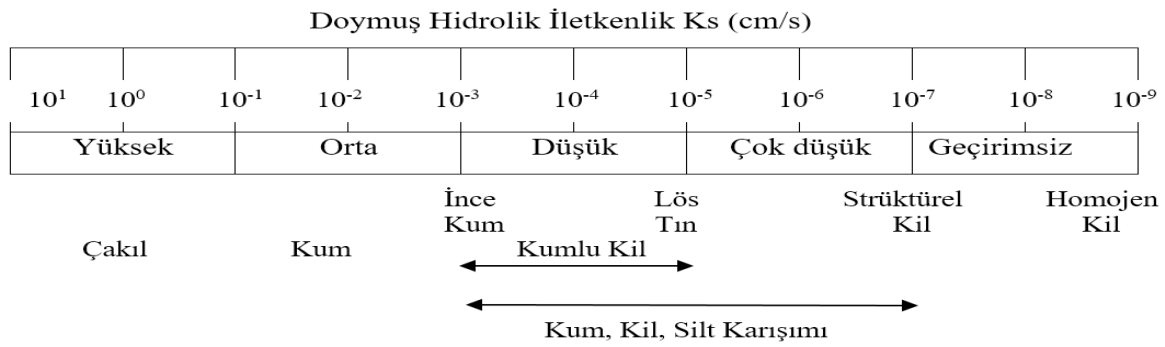 Doymuş Hidrolik İletkenlik Ks (cm/s)
10¹ 10⁰ 10⁻¹ 10⁻² 10⁻³ 10⁻⁴ 10⁻⁵ 10⁻⁶ 10⁻⁷ 10⁻⁸ 10⁻⁹
Yüksek Orta Düşük Çok düşük Geçirimsiz
İnce Lös Strüktürel Homojen
Kum Tın Kil Kil
Çakıl Kum Kumlu Kil
Kum, Kil, Silt Karışımı